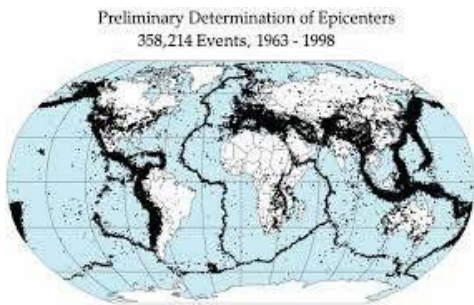 Preliminary Determination of Epicenters
358,214 Events, 1963 - 1998